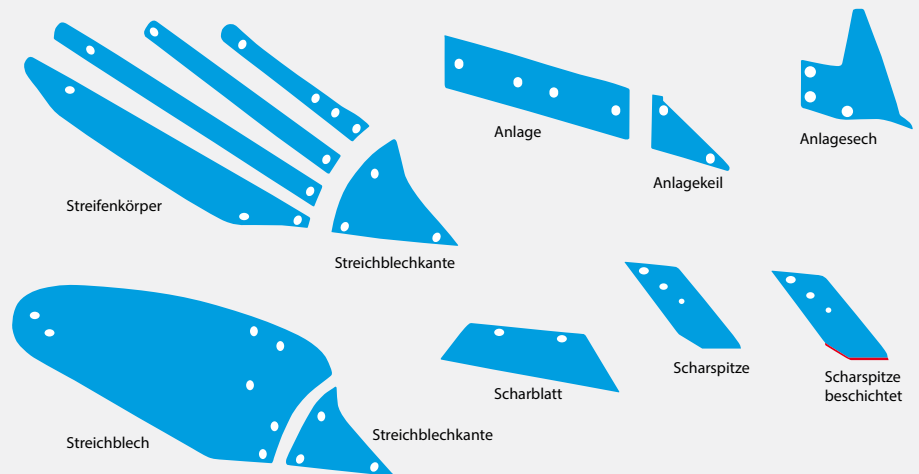 Anlage
Anlagesech
Anlagekeil
Streifenkörper
Streichblechkante
Scharspitze
Scharspitze
beschichtet
Scharblatt
Streichblechkante
Streichblech